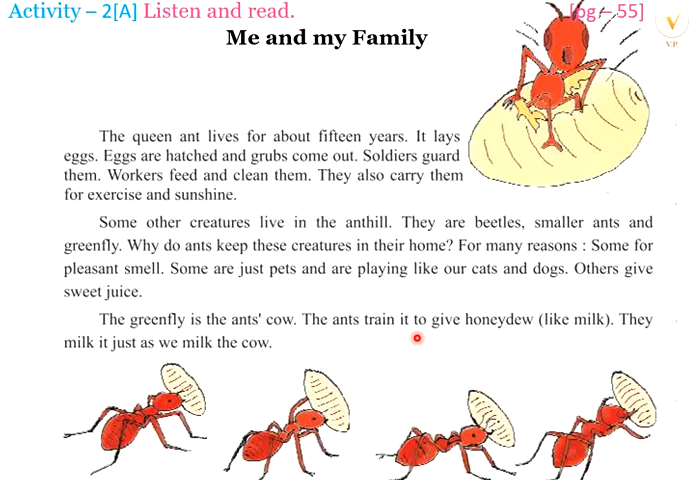 Activity – 2[A] Listen and read. [pg – 55]
V
V.P.
Me and my Family
The queen ant lives for about fifteen years. It lays
eggs. Eggs are hatched and grubs come out. Soldiers guard
them. Workers feed and clean them. They also carry them
for exercise and sunshine.
Some other creatures live in the anthill. They are beetles, smaller ants and
greenfly. Why do ants keep these creatures in their home? For many reasons : Some for
pleasant smell. Some are just pets and are playing like our cats and dogs. Others give
sweet juice.
The greenfly is the ants' cow. The ants train it to give honeydew (like milk). They
milk it just as we milk the cow.